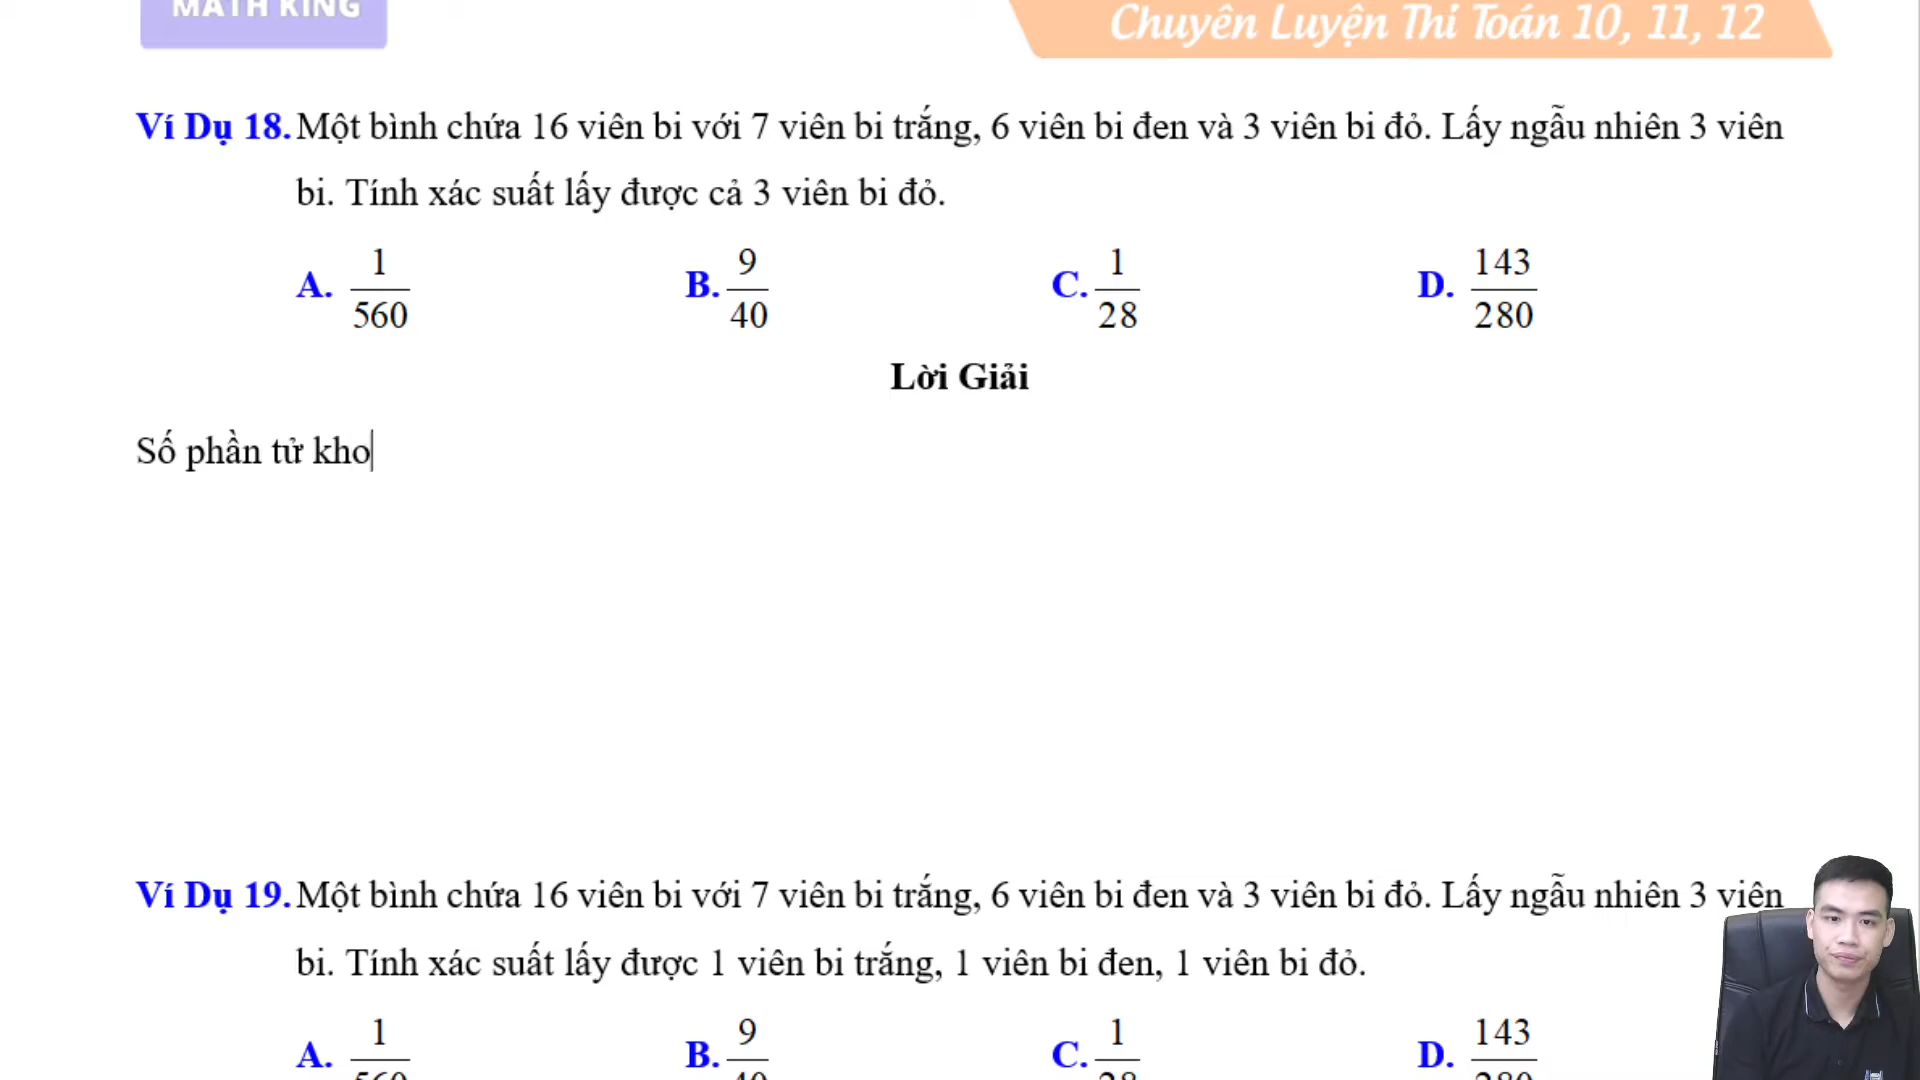 MATH KING
Chuyên Luyện Thi Toán 10, 11, 12
Ví Dụ 18. Một bình chứa 16 viên bi với 7 viên bi trắng, 6 viên bi đen và 3 viên bi đỏ. Lấy ngẫu nhiên 3 viên
bi. Tính xác suất lấy được cả 3 viên bi đỏ.
A. 1/560 B. 9/40 C. 1/28 D. 143/280
Lời Giải
Số phần tử kho
Ví Dụ 19. Một bình chứa 16 viên bi với 7 viên bi trắng, 6 viên bi đen và 3 viên bi đỏ. Lấy ngẫu nhiên 3 viên
bi. Tính xác suất lấy được 1 viên bi trắng, 1 viên bi đen, 1 viên bi đỏ.
A. 1/560 B. 9/40 C. 1/28 D. 143/280